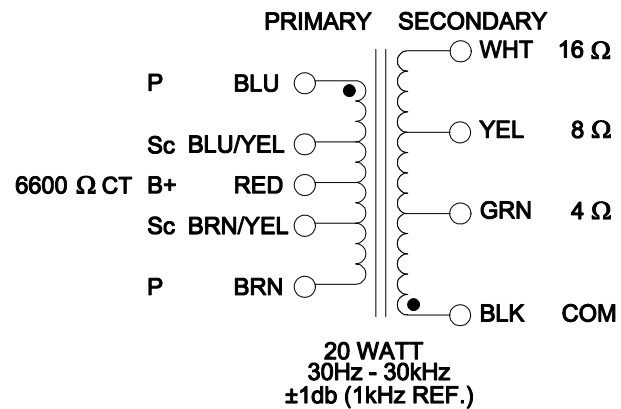 PRIMARY SECONDARY
WHT 16 Ω
P BLU
YEL 8 Ω
Sc BLU/YEL
6600 Ω CT B+ RED
GRN 4 Ω
Sc BRN/YEL
P BRN
BLK COM
20 WATT
30Hz - 30kHz
±1db (1kHz REF.)